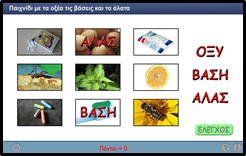 Παιχνίδι με τα οξέα τις βάσεις και τα άλατα
ΑΛΑΣ
ΟΞΥ
ΒΑΣΗ
ΑΛΑΣ
ΒΑΣΗ
ΕΛΕΓΧΟΣ
Πόντοι = 0